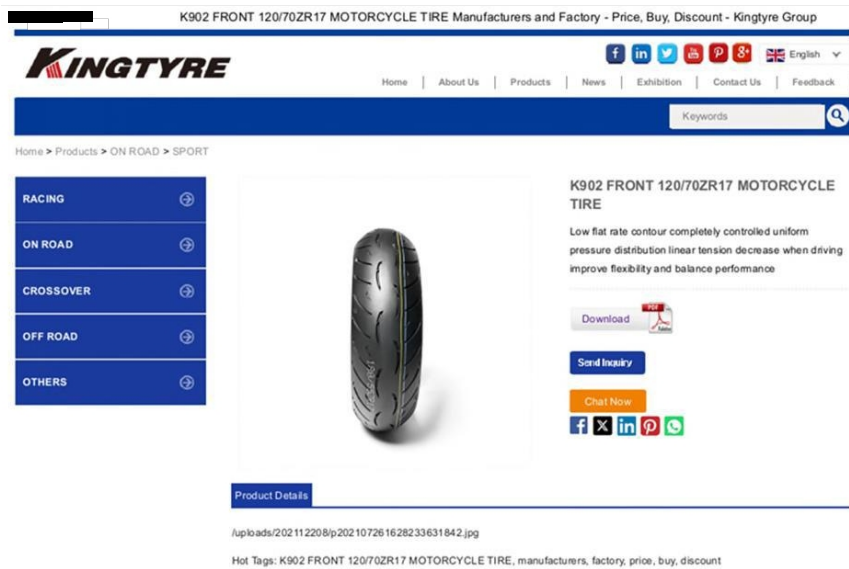 K902 FRONT 120/70ZR17 MOTORCYCLE TIRE Manufacturers and Factory - Price, Buy, Discount - Kingtyre Group
KINGTYRE
English
Home About Us Products News Exhibition Contact Us Feedback
Keywords
Home > Products > ON ROAD > SPORT
RACING
ON ROAD
CROSSOVER
OFF ROAD
OTHERS
K902 FRONT 120/70ZR17 MOTORCYCLE
TIRE
Low flat rate contour completely controlled uniform
pressure distribution linear tension decrease when driving
improve flexibility and balance performance
Download
PDF
Send Inquiry
Chat Now
Product Details
/uploads/202112208/p202107261628233631842.jpg
Hot Tags: K902 FRONT 120/70ZR17 MOTORCYCLE TIRE, manufacturers, factory, price, buy, discount